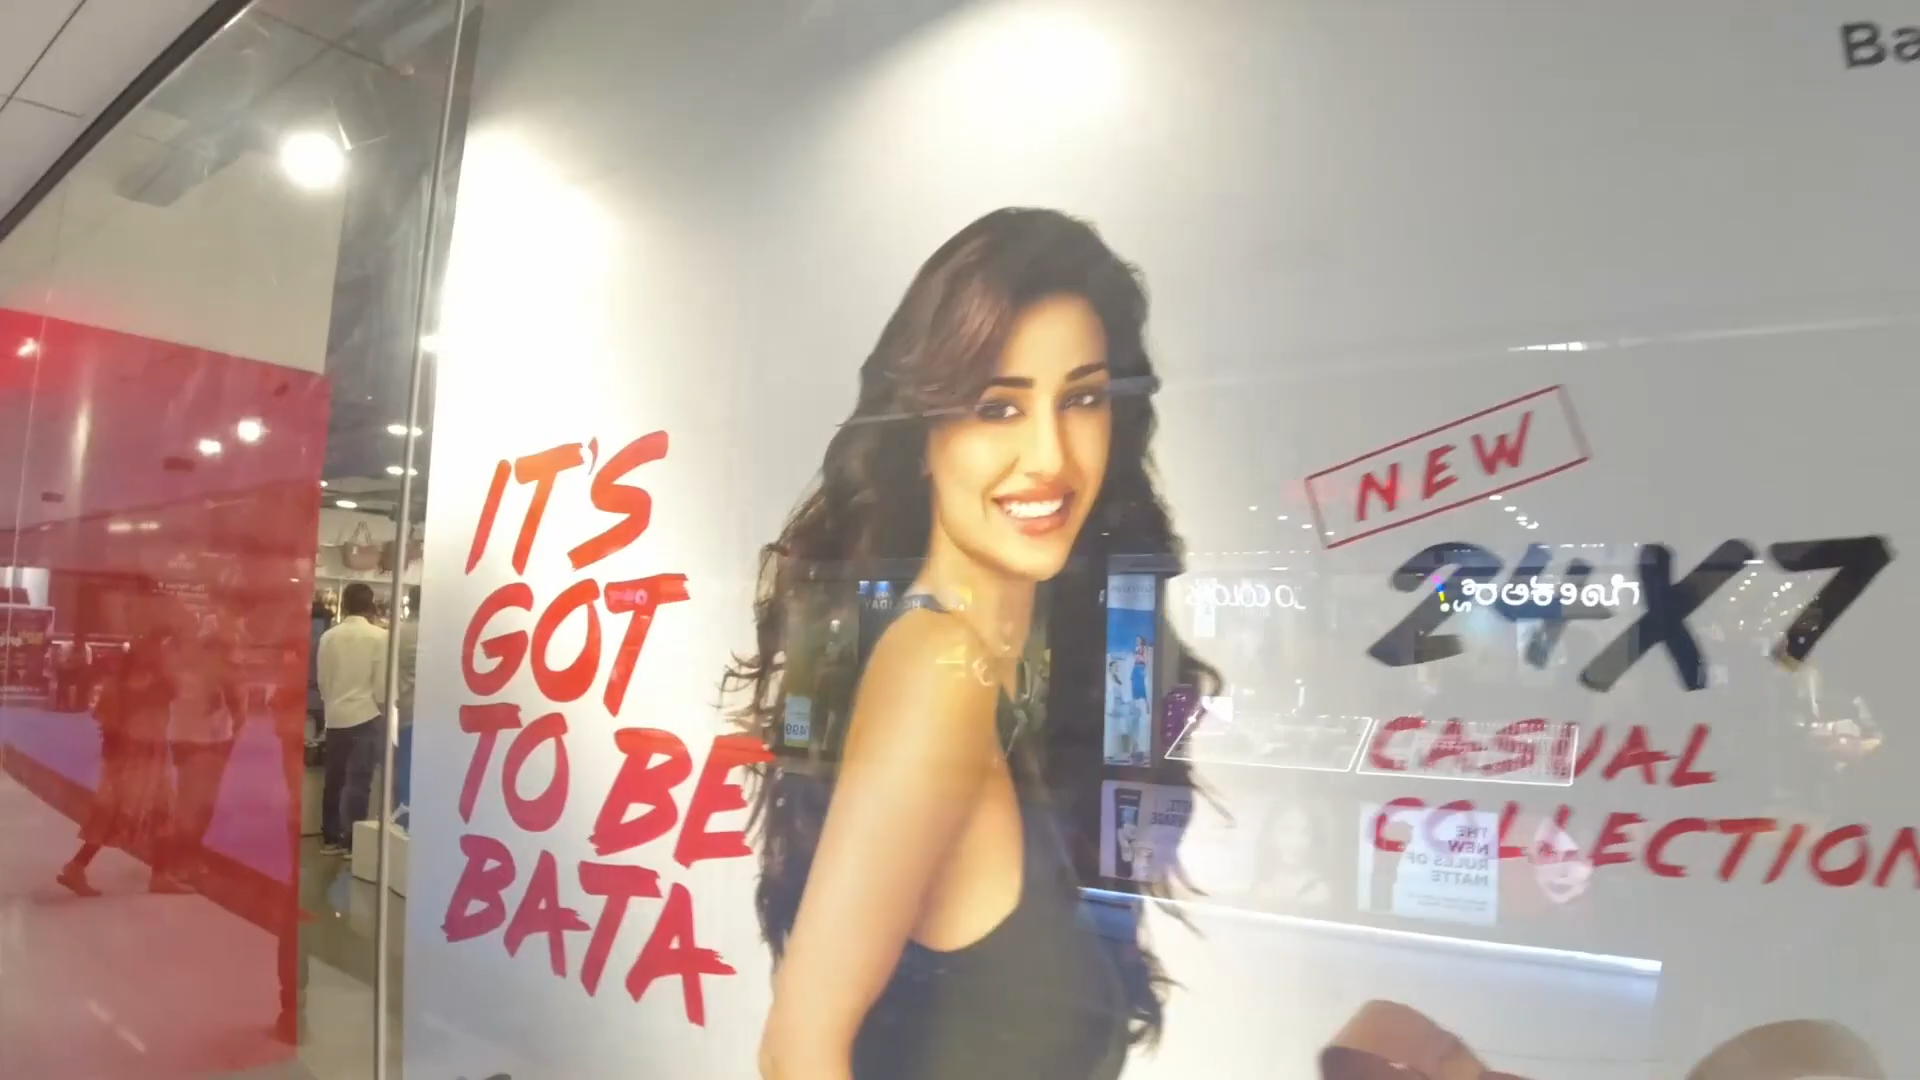 Ba
IT'S
GOT
TO BE
BATA
NEW
24X7
CASUAL
COLLECTION
THE
NEW
RULES OF
MATTE